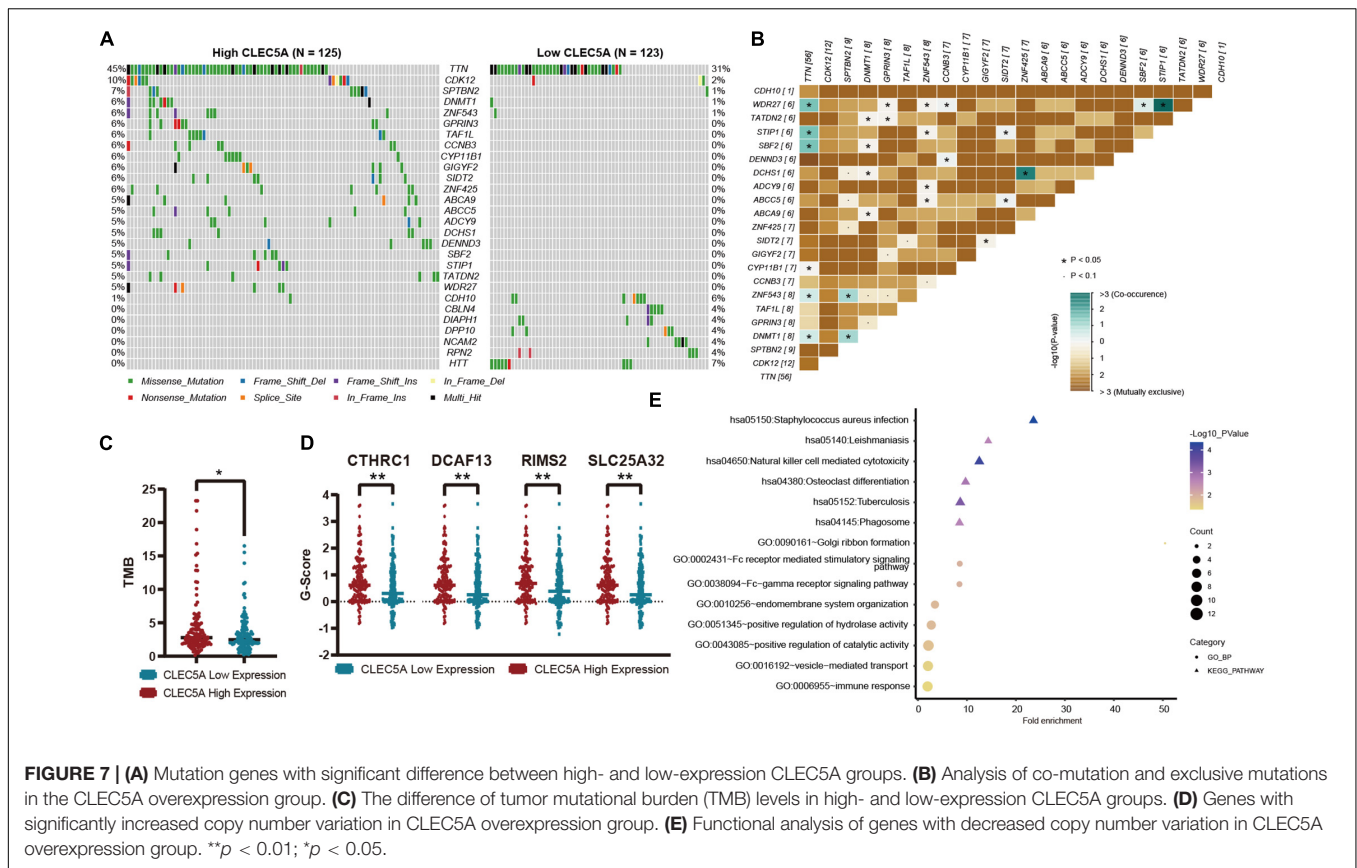 A
High CLEC5A (N = 125)
Low CLEC5A (N = 123)
45% TTN 31%
10% CDK12 2%
7% SPTBN2 1%
6% DNMT1 1%
6% ZNF543 1%
6% GPRIN3 0%
6% TAF1L 0%
6% CCNB3 0%
6% CYP11B1 0%
6% GIGYF2 0%
6% SIDT2 0%
6% ZNF425 0%
5% ABCA9 0%
5% ABCC5 0%
5% ADCY9 0%
5% DCHS1 0%
5% DENND3 0%
5% SBF2 0%
5% STIP1 0%
5% TATDN2 0%
5% WDR27 0%
1% CDH10 6%
0% CBLN4 4%
0% DIAPH1 4%
0% DPP10 4%
0% NCAM2 4%
0% RPN2 4%
0% HTT 7%
Missense_Mutation Frame_Shift_Del Frame_Shift_Ins In_Frame_Del
Nonsense_Mutation Splice_Site In_Frame_Ins Multi_Hit
B
TTN [56]
CDK12 [12]
SPTBN2 [9]
DNMT1 [8]
GPRIN3 [8]
TAF1L [8]
ZNF543 [8]
CCNB3 [7]
CYP11B1 [7]
GIGYF2 [7]
SIDT2 [7]
ZNF425 [7]
ABCA9 [6]
ABCC5 [6]
ADCY9 [6]
DCHS1 [6]
DENND3 [6]
SBF2 [6]
STIP1 [6]
TATDN2 [6]
WDR27 [6]
CDH10 [1]
CDH10 [1]
WDR27 [6] * * * * * *
TATDN2 [6] * *
STIP1 [6] * * *
SBF2 [6] * *
DENND3 [6] *
DCHS1 [6] · * *
ADCY9 [6] *
ABCC5 [6] · * *
ABCA9 [6] *
ZNF425 [7] ·
SIDT2 [7] · *
GIGYF2 [7] ·
CYP11B1 [7] *
CCNB3 [7] ·
ZNF543 [8] * * · ·
TAF1L [8]
GPRIN3 [8] ·
DNMT1 [8] * *
SPTBN2 [9]
CDK12 [12]
TTN [56]
* P < 0.05
· P < 0.1
-log10(P-value)
>3 (Co-occurence)
2
1
0
1
2
> 3 (Mutually exclusive)
C
*
TMB
25
20
15
10
5
0
CLEC5A Low Expression
CLEC5A High Expression
D
CTHRC1 DCAF13 RIMS2 SLC25A32
** ** ** **
G-Score
4
3
2
1
0
-1
-2
CLEC5A Low Expression CLEC5A High Expression
E
hsa05150:Staphylococcus aureus infection
hsa05140:Leishmaniasis
hsa04650:Natural killer cell mediated cytotoxicity
hsa04380:Osteoclast differentiation
hsa05152:Tuberculosis
hsa04145:Phagosome
GO:0090161~Golgi ribbon formation
GO:0002431~Fc receptor mediated stimulatory signaling
pathway
GO:0038094~Fc−gamma receptor signaling pathway
GO:0010256~endomembrane system organization
GO:0051345~positive regulation of hydrolase activity
GO:0043085~positive regulation of catalytic activity
GO:0016192~vesicle−mediated transport
GO:0006955~immune response
0 10 20 30 40 50
Fold enrichment
-Log10_PValue
4
3
2
Count
2
4
6
8
10
12
Category
GO_BP
KEGG_PATHWAY
FIGURE 7 | (A) Mutation genes with significant difference between high- and low-expression CLEC5A groups. (B) Analysis of co-mutation and exclusive mutations
in the CLEC5A overexpression group. (C) The difference of tumor mutational burden (TMB) levels in high- and low-expression CLEC5A groups. (D) Genes with
significantly increased copy number variation in CLEC5A overexpression group. (E) Functional analysis of genes with decreased copy number variation in CLEC5A
overexpression group. **p < 0.01; *p < 0.05.